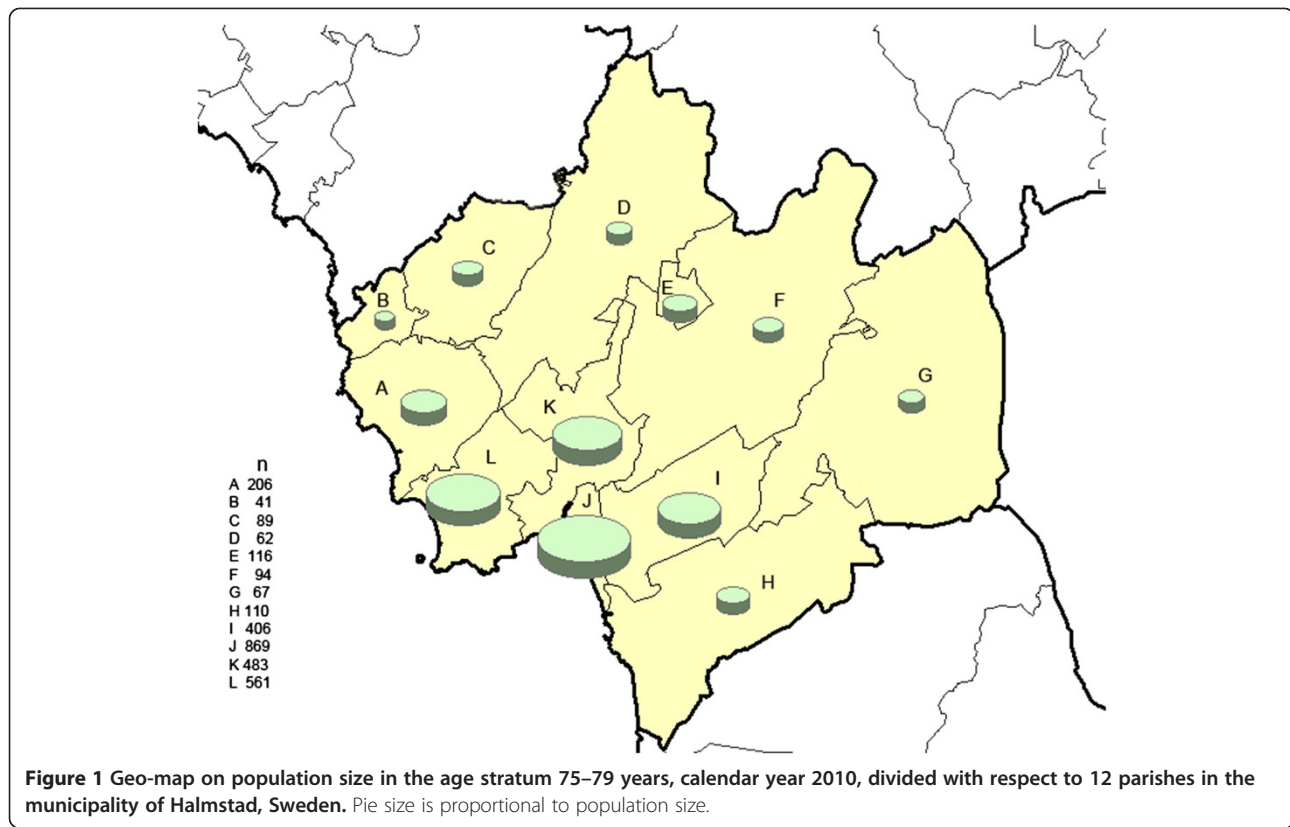 D
C
E
B
F
G
A
K
L
I
J
H
n
A 206
B 41
C 89
D 62
E 116
F 94
G 67
H 110
I 406
J 869
K 483
L 561
Figure 1 Geo-map on population size in the age stratum 75–79 years, calendar year 2010, divided with respect to 12 parishes in the
municipality of Halmstad, Sweden. Pie size is proportional to population size.